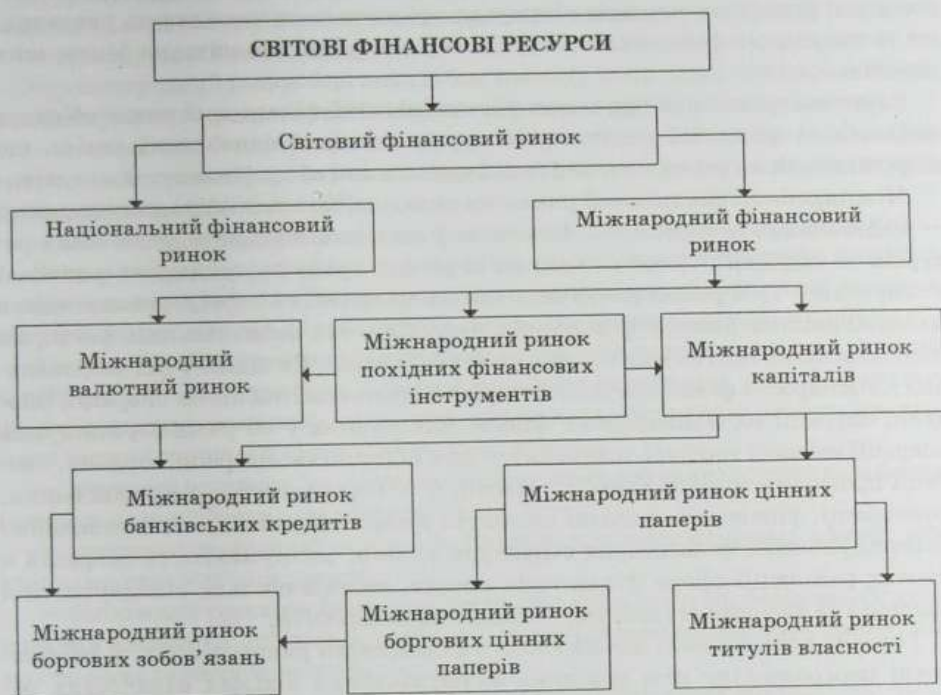 СВІТОВІ ФІНАНСОВІ РЕСУРСИ
Світовий фінансовий ринок
Національний фінансовий
ринок
Міжнародний фінансовий
ринок
Міжнародний
валютний ринок
Міжнародний ринок
похідних фінансових
інструментів
Міжнародний ринок
капіталів
Міжнародний ринок
банківських кредитів
Міжнародний ринок цінних
паперів
Міжнародний ринок
боргових зобов'язань
Міжнародний ринок
боргових цінних
паперів
Міжнародний ринок
титулів власності